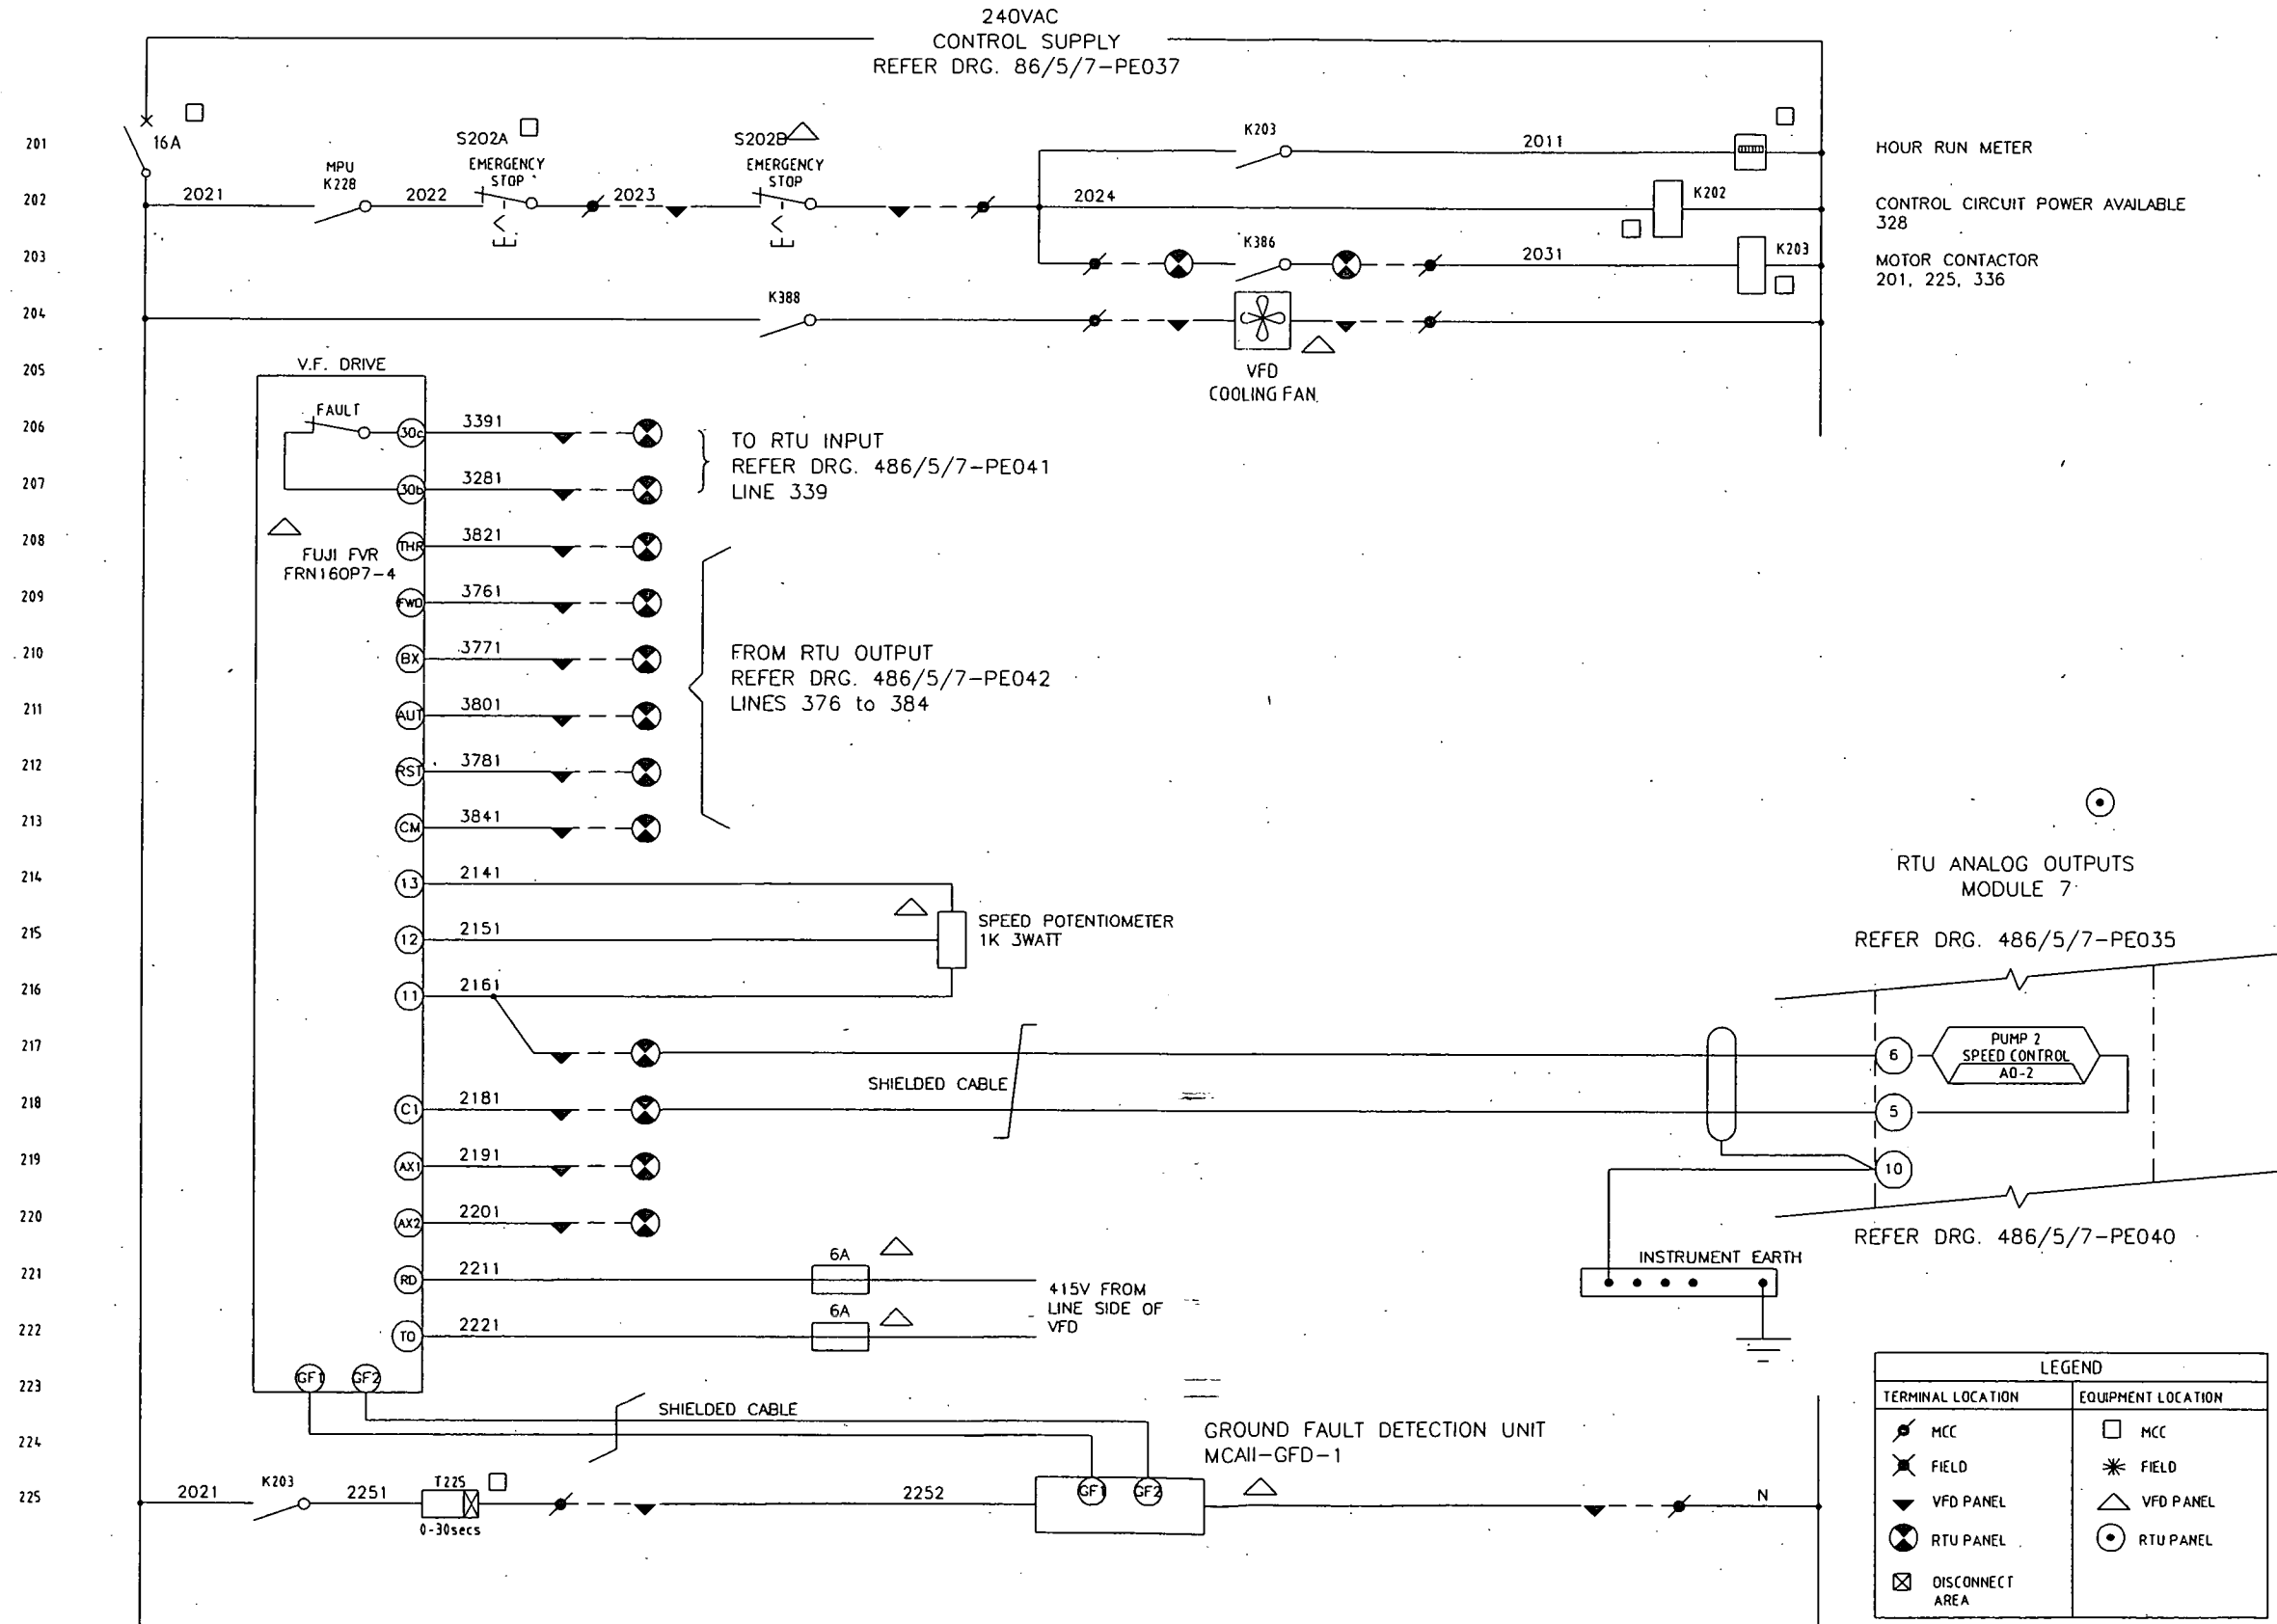 240VAC
CONTROL SUPPLY
REFER DRG. 86/5/7-PE037
201
16A
S202A
S202B
K203
2011
HOUR RUN METER
MPU
K228
EMERGENCY
STOP
EMERGENCY
STOP
202
2021
2022
2023
2024
K202
CONTROL CIRCUIT POWER AVAILABLE
328
203
K386
2031
K203
MOTOR CONTACTOR
201, 225, 336
204
K388
VFD
COOLING FAN
205
V.F. DRIVE
206
FAULT
30c
3391
TO RTU INPUT
REFER DRG. 486/5/7-PE041
LINE 339
207
30b
3281
208
FUJI FVR
FRN160P7-4
THR
3821
209
FWD
3761
210
BX
3771
FROM RTU OUTPUT
REFER DRG. 486/5/7-PE042
LINES 376 to 384
211
AUT
3801
212
RST
3781
213
CM
3841
RTU ANALOG OUTPUTS
MODULE 7
214
13
2141
215
12
2151
SPEED POTENTIOMETER
1K 3WATT
REFER DRG. 486/5/7-PE035
216
11
2161
217
SHIELDED CABLE
6
PUMP 2
SPEED CONTROL
AO-2
218
C1
2181
5
219
AX1
2191
10
220
AX2
2201
REFER DRG. 486/5/7-PE040
221
RD
2211
6A
415V FROM
LINE SIDE OF
VFD
INSTRUMENT EARTH
222
TO
2221
6A
223
GF1
GF2
SHIELDED CABLE
224
GROUND FAULT DETECTION UNIT
MCAII-GFD-1
225
2021
K203
2251
T225
0-30secs
2252
GF1
GF2
N
LEGEND
TERMINAL LOCATION
EQUIPMENT LOCATION
MCC
MCC
FIELD
FIELD
VFD PANEL
VFD PANEL
RTU PANEL
RTU PANEL
DISCONNECT
AREA